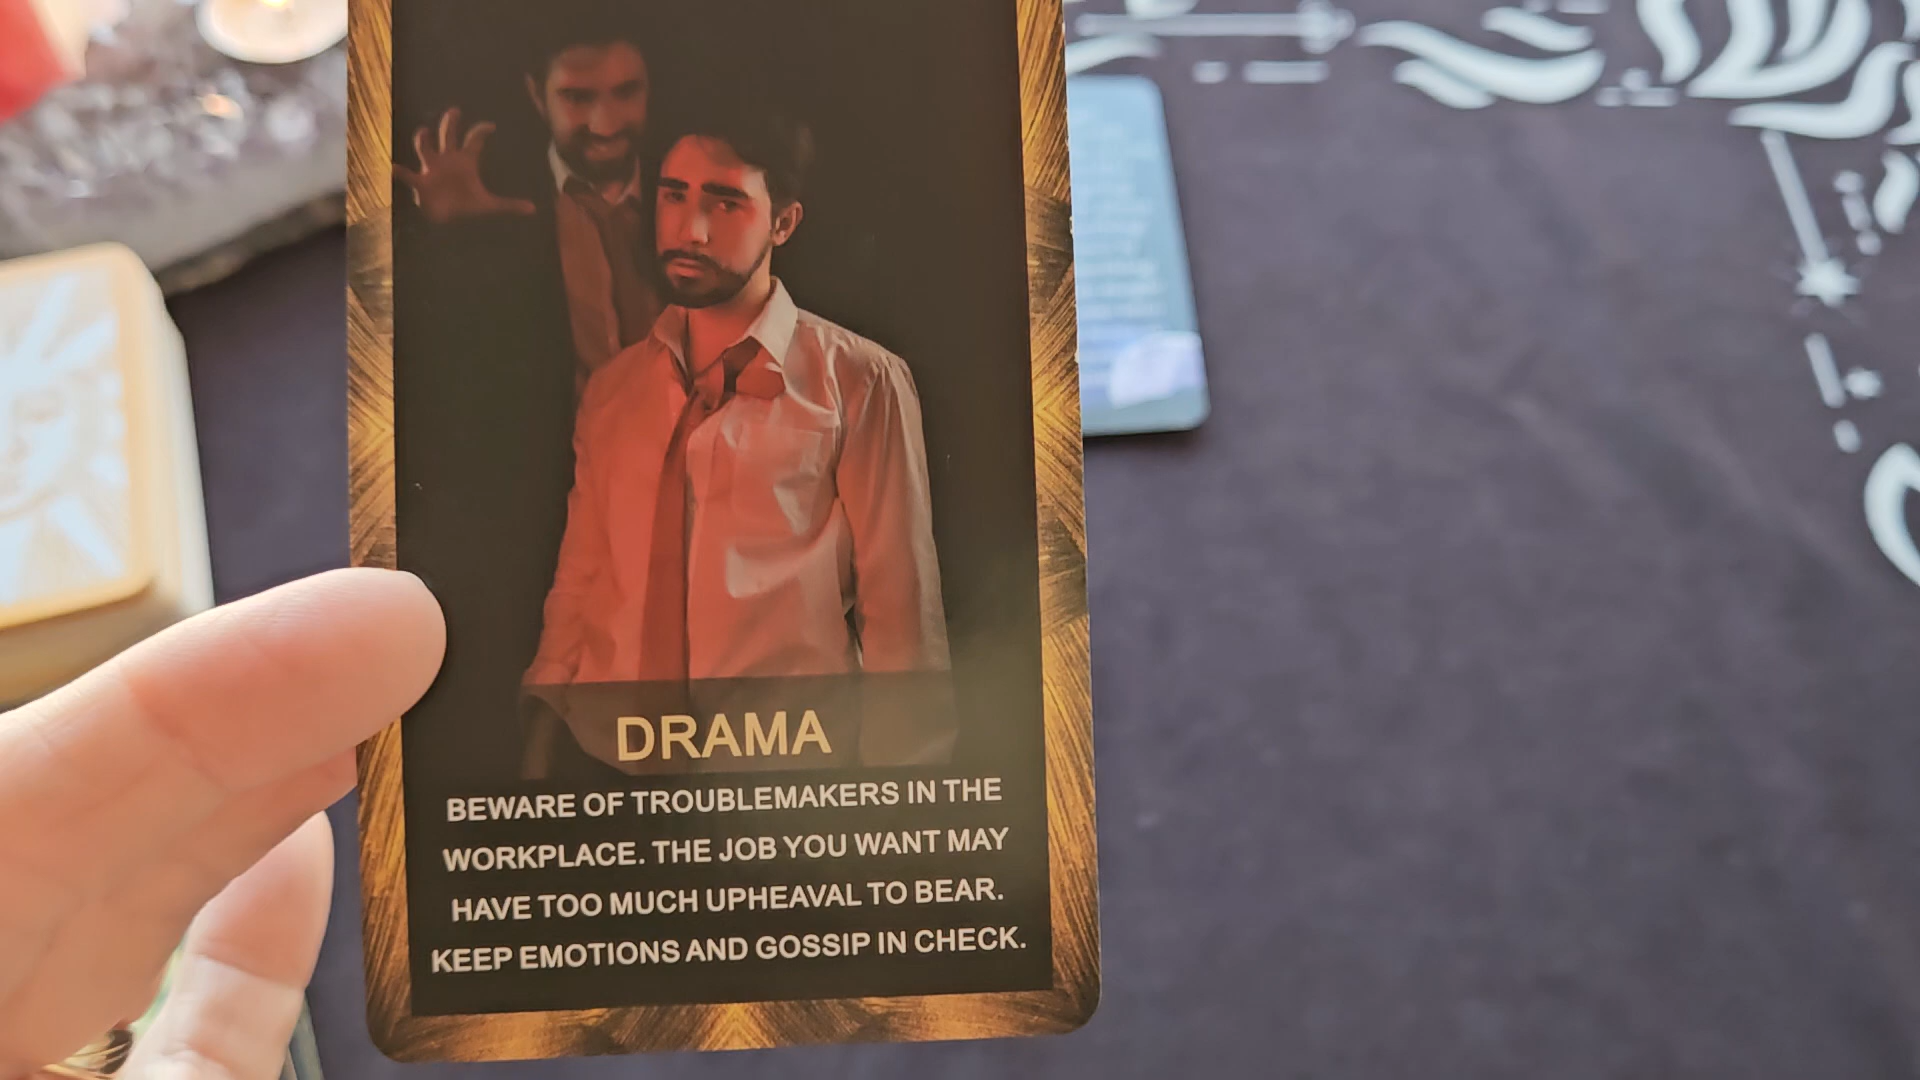 DRAMA
BEWARE OF TROUBLEMAKERS IN THE
WORKPLACE. THE JOB YOU WANT MAY
HAVE TOO MUCH UPHEAVAL TO BEAR.
KEEP EMOTIONS AND GOSSIP IN CHECK.